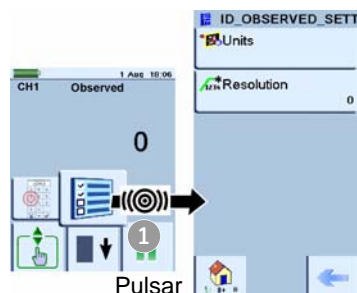 ID_OBSERVED_SETT
Units
Resolution
0
1 Aug 18:06
CH1 Observed
0
1
Pulsar